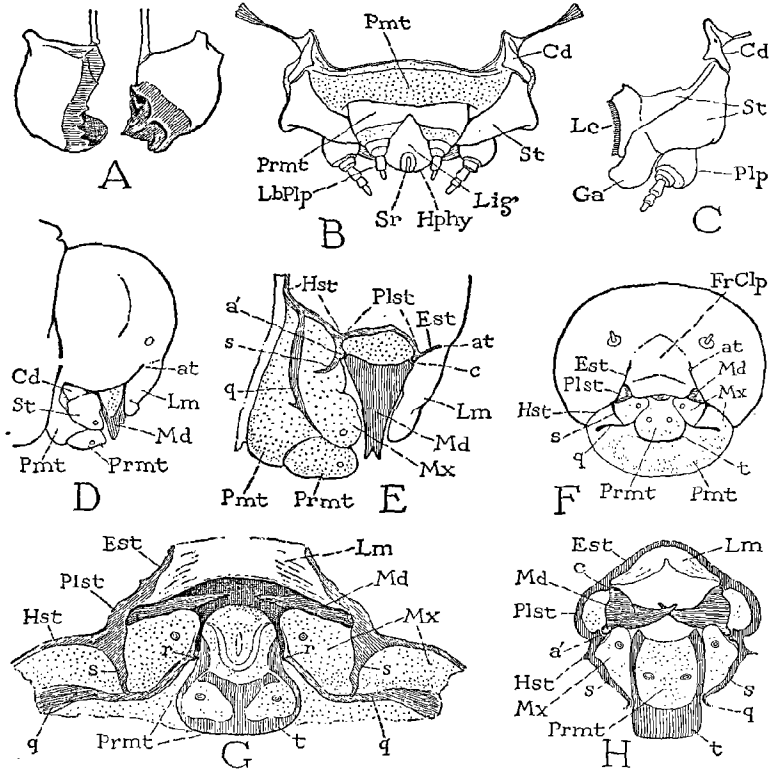 A
Pmt
Cd
Prmt
LbPlp
St
Sr
Hphy
Lig
B
Cd
Lc
St
Ga
Plp
C
Cd
St
Pmt
Prmt
at
Lm
Md
D
Hst
Plst
Est
a'
s
q
at
c
Lm
Md
Mx
Pmt
Prmt
E
FrClp
Est
at
Plst
Md
Hst
Mx
s
q
t
Prmt
Pmt
F
Est
Lm
Plst
Md
Hst
Mx
r
r
s
s
q
q
Prmt
t
G
Est
Lm
c
Md
Plst
a'
Hst
s
s
Mx
q
Prmt
t
H